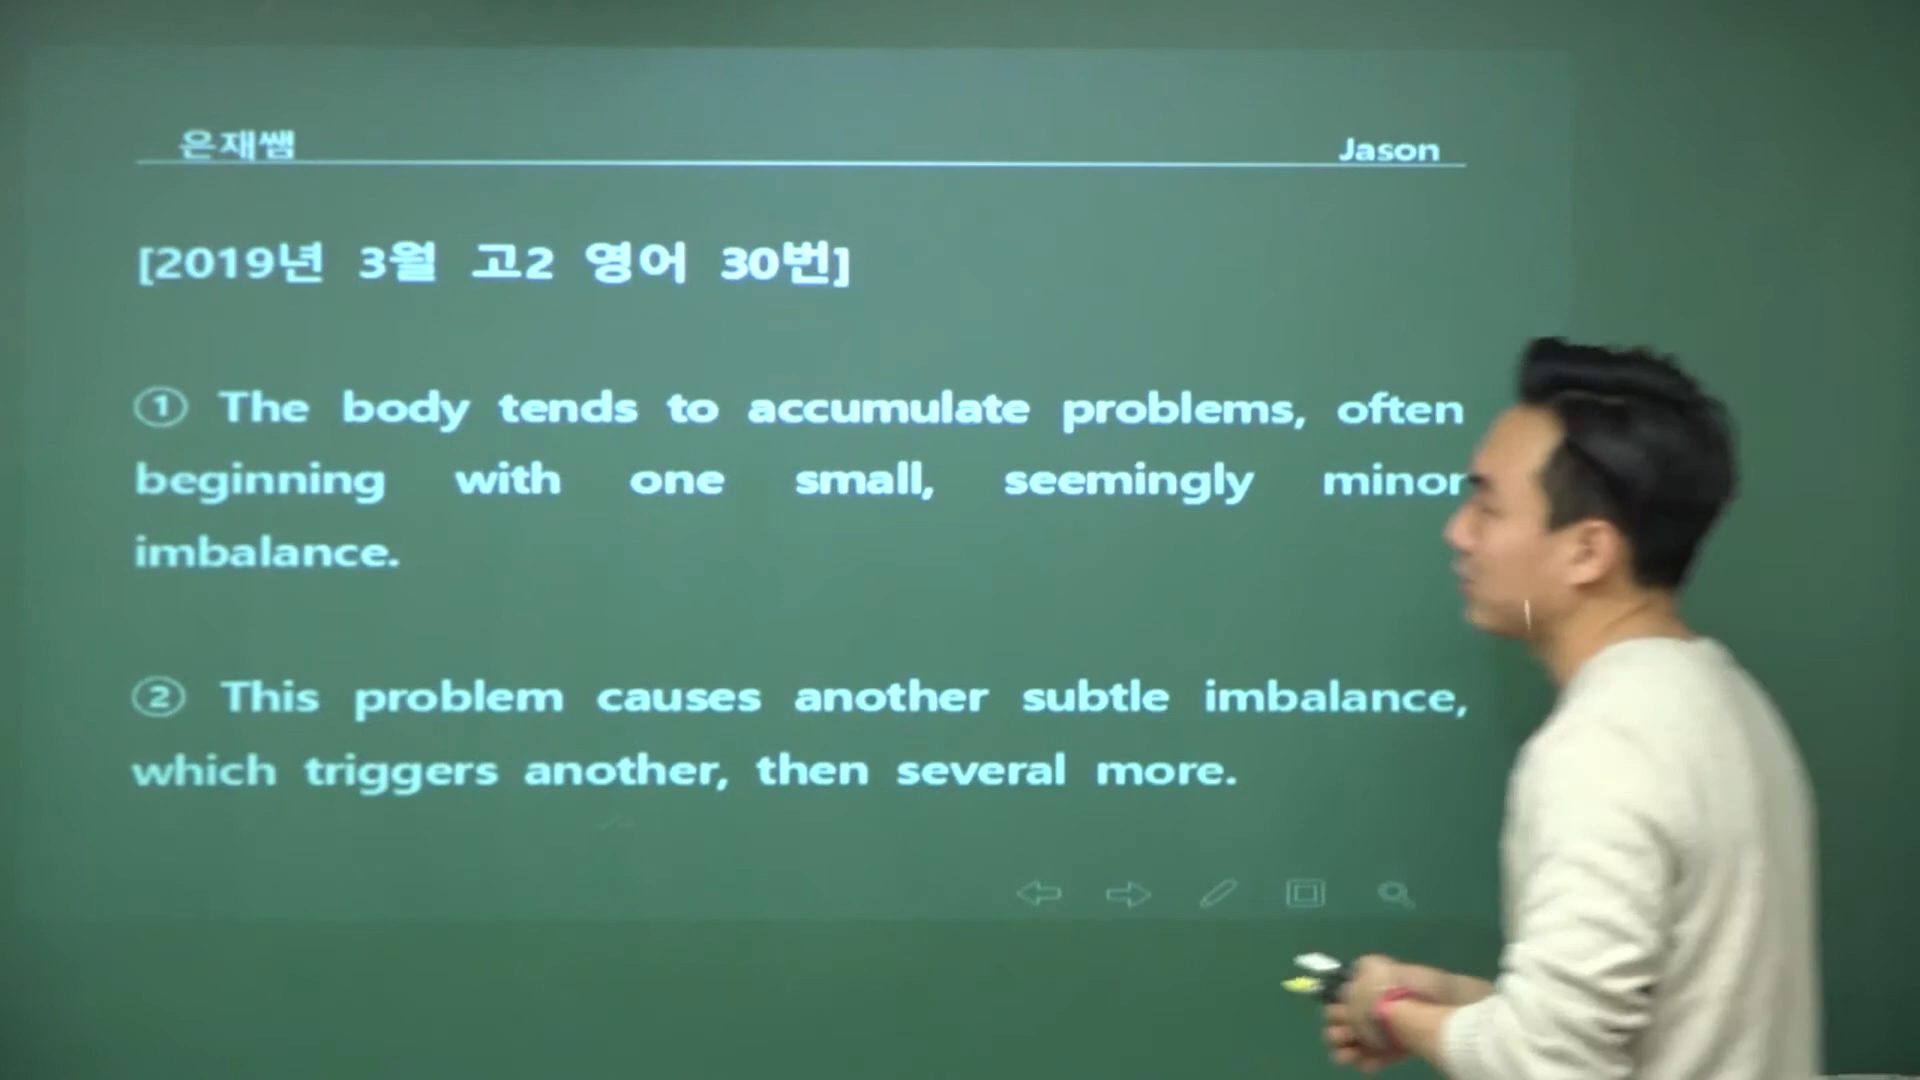 은재쌤
Jason
[2019년 3월 고2 영어 30번]
① The body tends to accumulate problems, often
beginning with one small, seemingly minor
imbalance.
② This problem causes another subtle imbalance,
which triggers another, then several more.